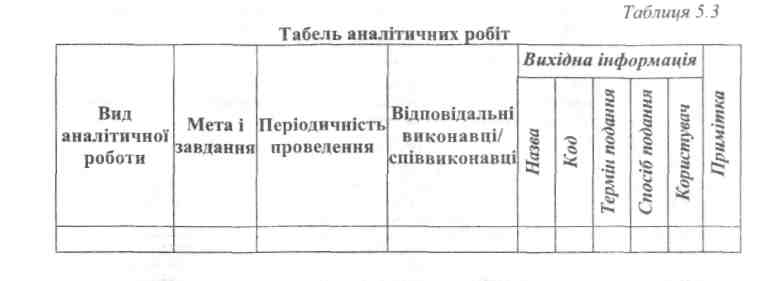 Таблиця 5.3
Табель аналітичних робіт
Вид
аналітичної
роботи
Мета і
завдання
Періодичність
проведення
Відповідальні
виконавці/
співвиконавці
Вихідна інформація
Назва
Код
Термін подання
Спосіб подання
Користувач
Примітка